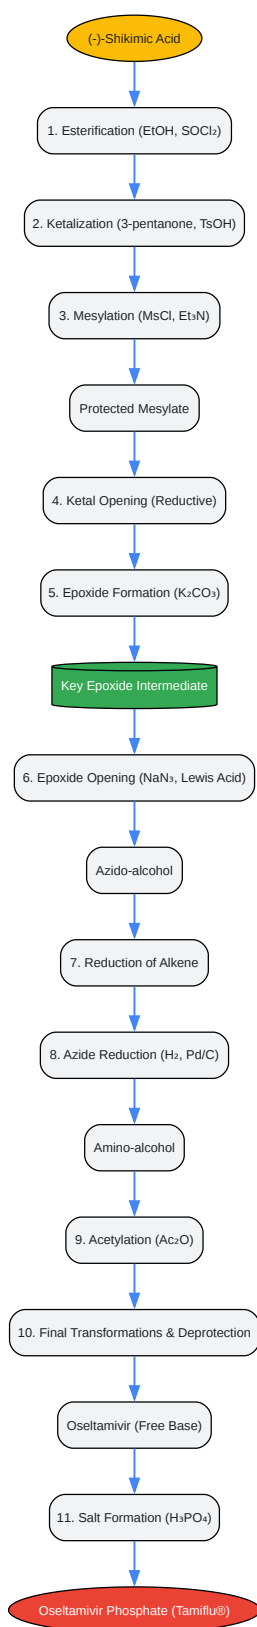 (-)-Shikimic Acid
1. Esterification (EtOH, SOCl₂)
2. Ketalization (3-pentanone, TsOH)
3. Mesylation (MsCl, Et₃N)
Protected Mesylate
4. Ketal Opening (Reductive)
5. Epoxide Formation (K₂CO₃)
Key Epoxide Intermediate
6. Epoxide Opening (NaN₃, Lewis Acid)
Azido-alcohol
7. Reduction of Alkene
8. Azide Reduction (H₂, Pd/C)
Amino-alcohol
9. Acetylation (Ac₂O)
10. Final Transformations & Deprotection
Oseltamivir (Free Base)
11. Salt Formation (H₃PO₄)
Oseltamivir Phosphate (Tamiflu®)